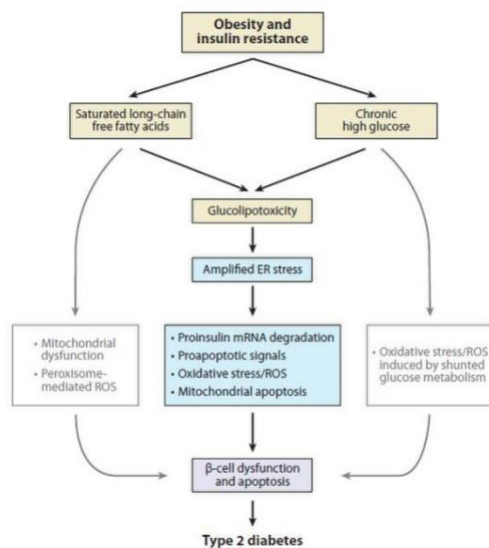 Obesity and
insulin resistance
Saturated long-chain
free fatty acids
Chronic
high glucose
Glucolipotoxicity
Amplified ER stress
• Mitochondrial
dysfunction
• Peroxisome-
mediated ROS
• Proinsulin mRNA degradation
• Proapoptotic signals
• Oxidative stress/ROS
• Mitochondrial apoptosis
• Oxidative stress/ROS
induced by shunted
glucose metabolism
β-cell dysfunction
and apoptosis
Type 2 diabetes